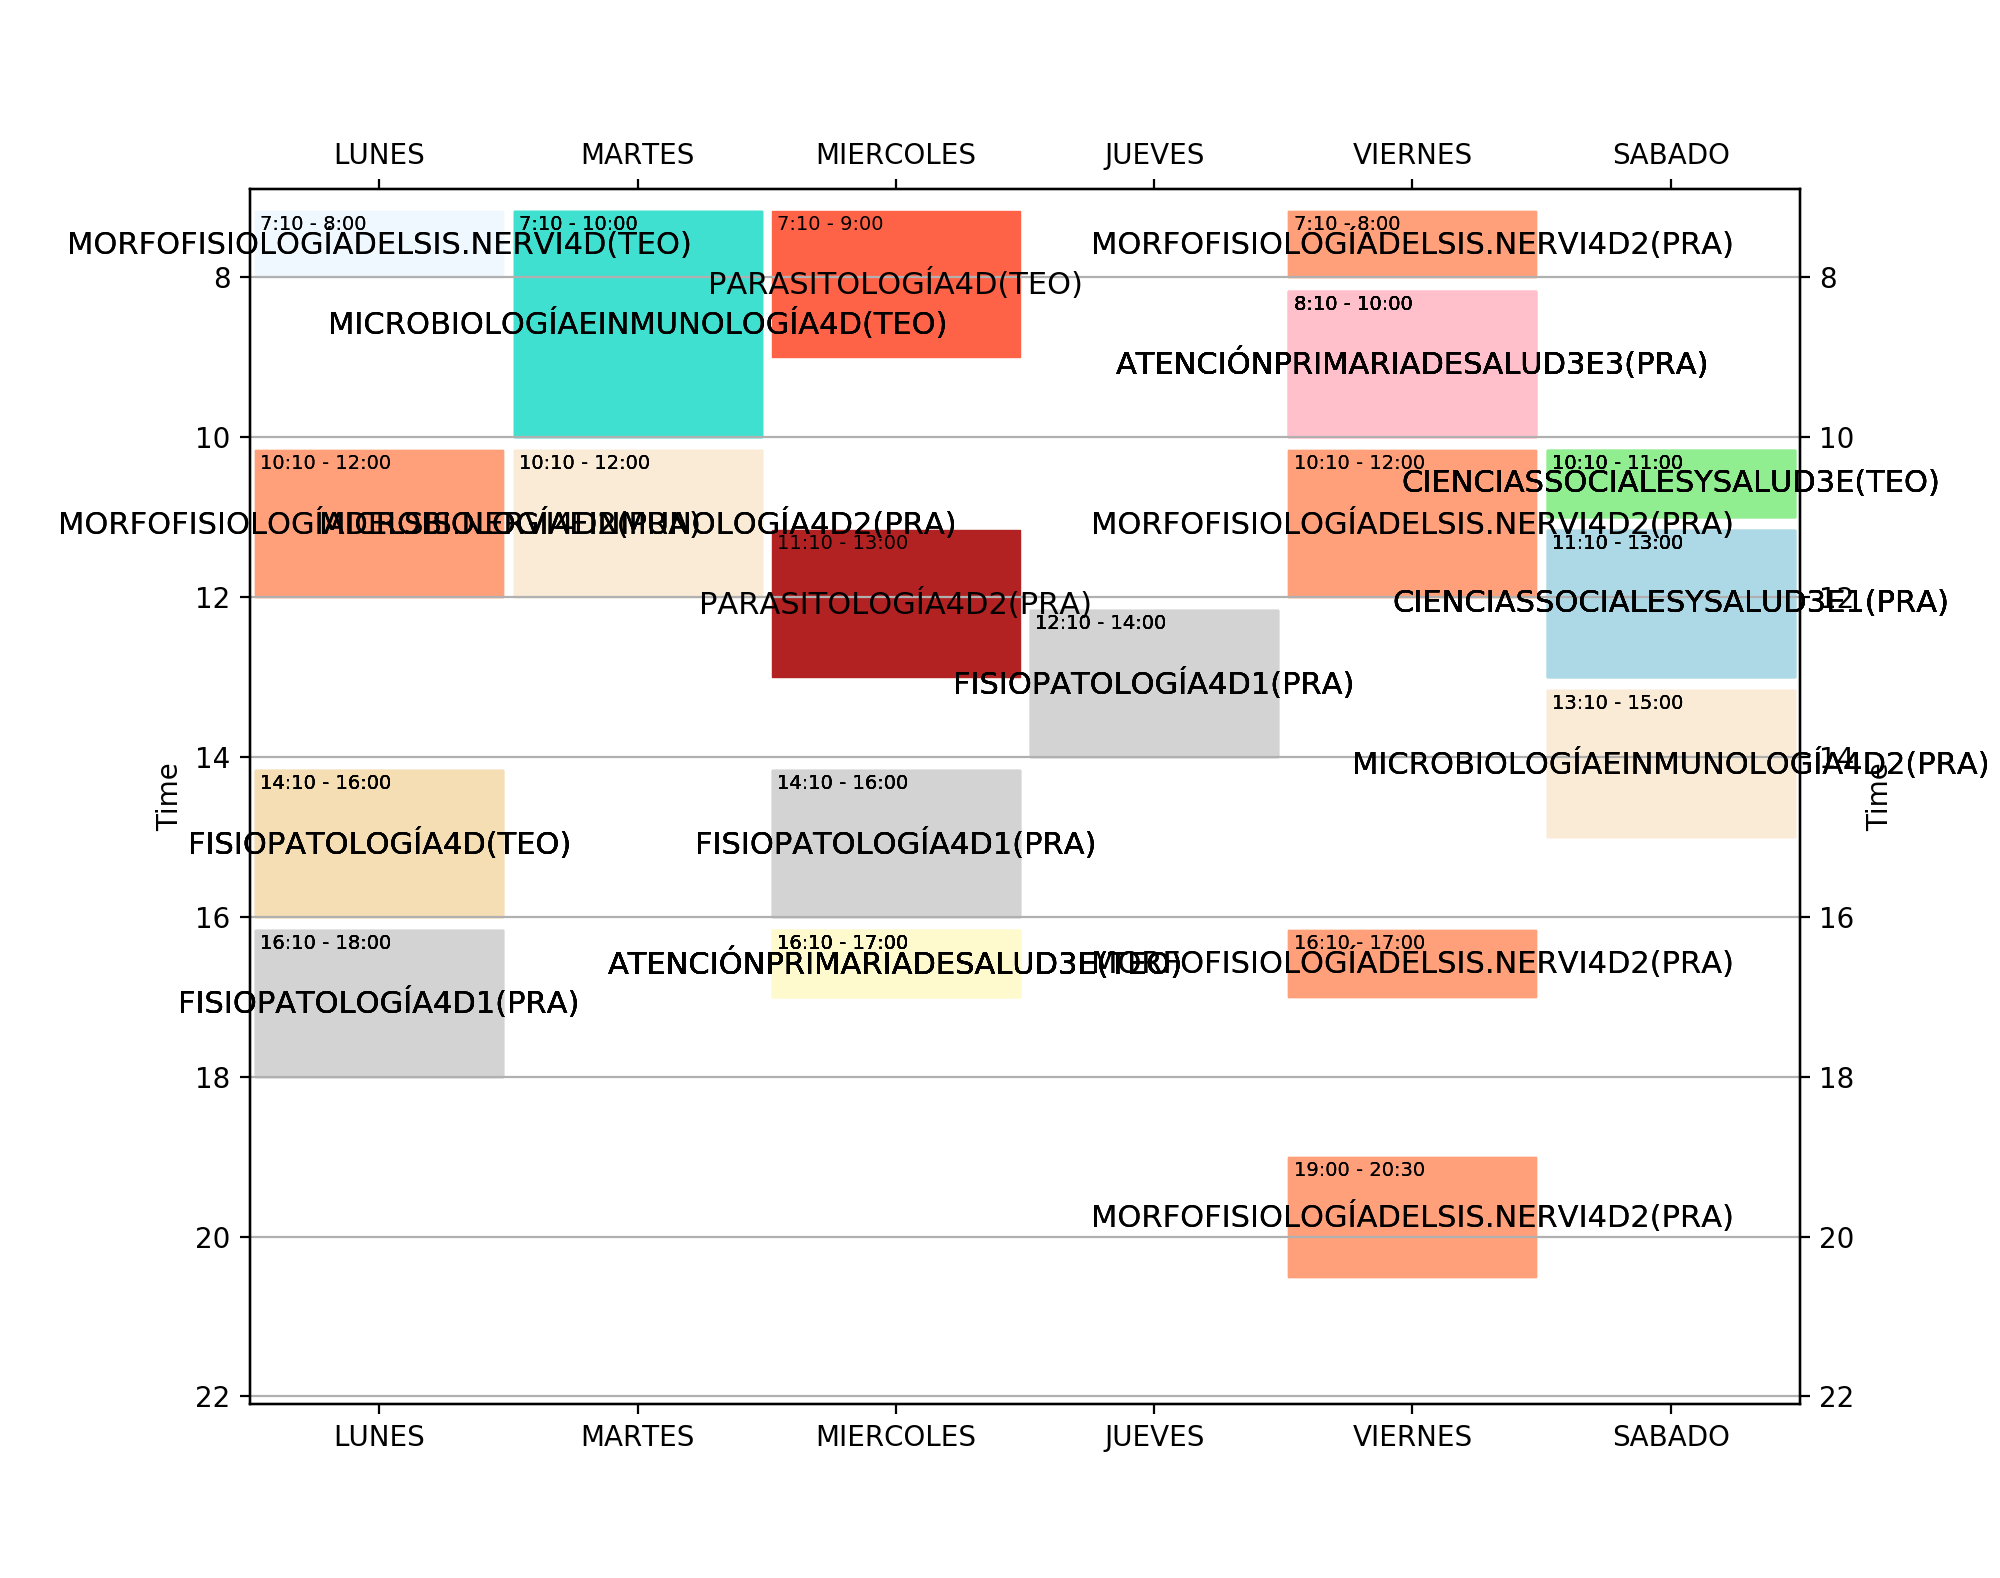 LUNES MARTES MIERCOLES JUEVES VIERNES SABADO
7:10 - 8:00 7:10 - 10:00 7:10 - 9:00 7:10 - 8:00
MORFOFISIOLOGÍADELSIS.NERVI4D(TEO) MORFOFISIOLOGÍADELSIS.NERVI4D2(PRA)
8 8
PARASITOLOGÍA4D(TEO)
8:10 - 10:00
MICROBIOLOGÍAEINMUNOLOGÍA4D(TEO)
ATENCIÓNPRIMARIADESALUD3E3(PRA)
10 10
10:10 - 12:00 10:10 - 12:00 10:10 - 12:00 10:10 - 11:00
CIENCIASSOCIALESYSALUD3E(TEO)
MORFOFISIOLOGÍADELSIS.NERVI4D2(PRA) MICROBIOLOGÍAEINMUNOLOGÍA4D2(PRA) MORFOFISIOLOGÍADELSIS.NERVI4D2(PRA)
11:10 - 13:00 11:10 - 13:00
12 12
PARASITOLOGÍA4D2(PRA) CIENCIASSOCIALESYSALUD3E1(PRA)
12:10 - 14:00
FISIOPATOLOGÍA4D1(PRA)
13:10 - 15:00
14 14
MICROBIOLOGÍAEINMUNOLOGÍA4D2(PRA)
14:10 - 16:00 14:10 - 16:00
Time Time
FISIOPATOLOGÍA4D(TEO) FISIOPATOLOGÍA4D1(PRA)
16 16
16:10 - 18:00 16:10 - 17:00 16:10 - 17:00
ATENCIÓNPRIMARIADESALUD3E(TEO) MORFOFISIOLOGÍADELSIS.NERVI4D2(PRA)
FISIOPATOLOGÍA4D1(PRA)
18 18
19:00 - 20:30
MORFOFISIOLOGÍADELSIS.NERVI4D2(PRA)
20 20
22 22
LUNES MARTES MIERCOLES JUEVES VIERNES SABADO